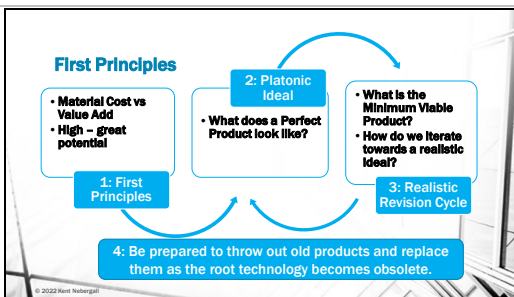 First Principles
• Material Cost vs
Value Add
• High – great
potential
1: First
Principles
2: Platonic
Ideal
• What does a Perfect
Product look like?
• What is the
Minimum Viable
Product?
• How do we iterate
towards a realistic
ideal?
3: Realistic
Revision Cycle
4: Be prepared to throw out old products and replace
them as the root technology becomes obsolete.
© 2022 Kent Nebergall